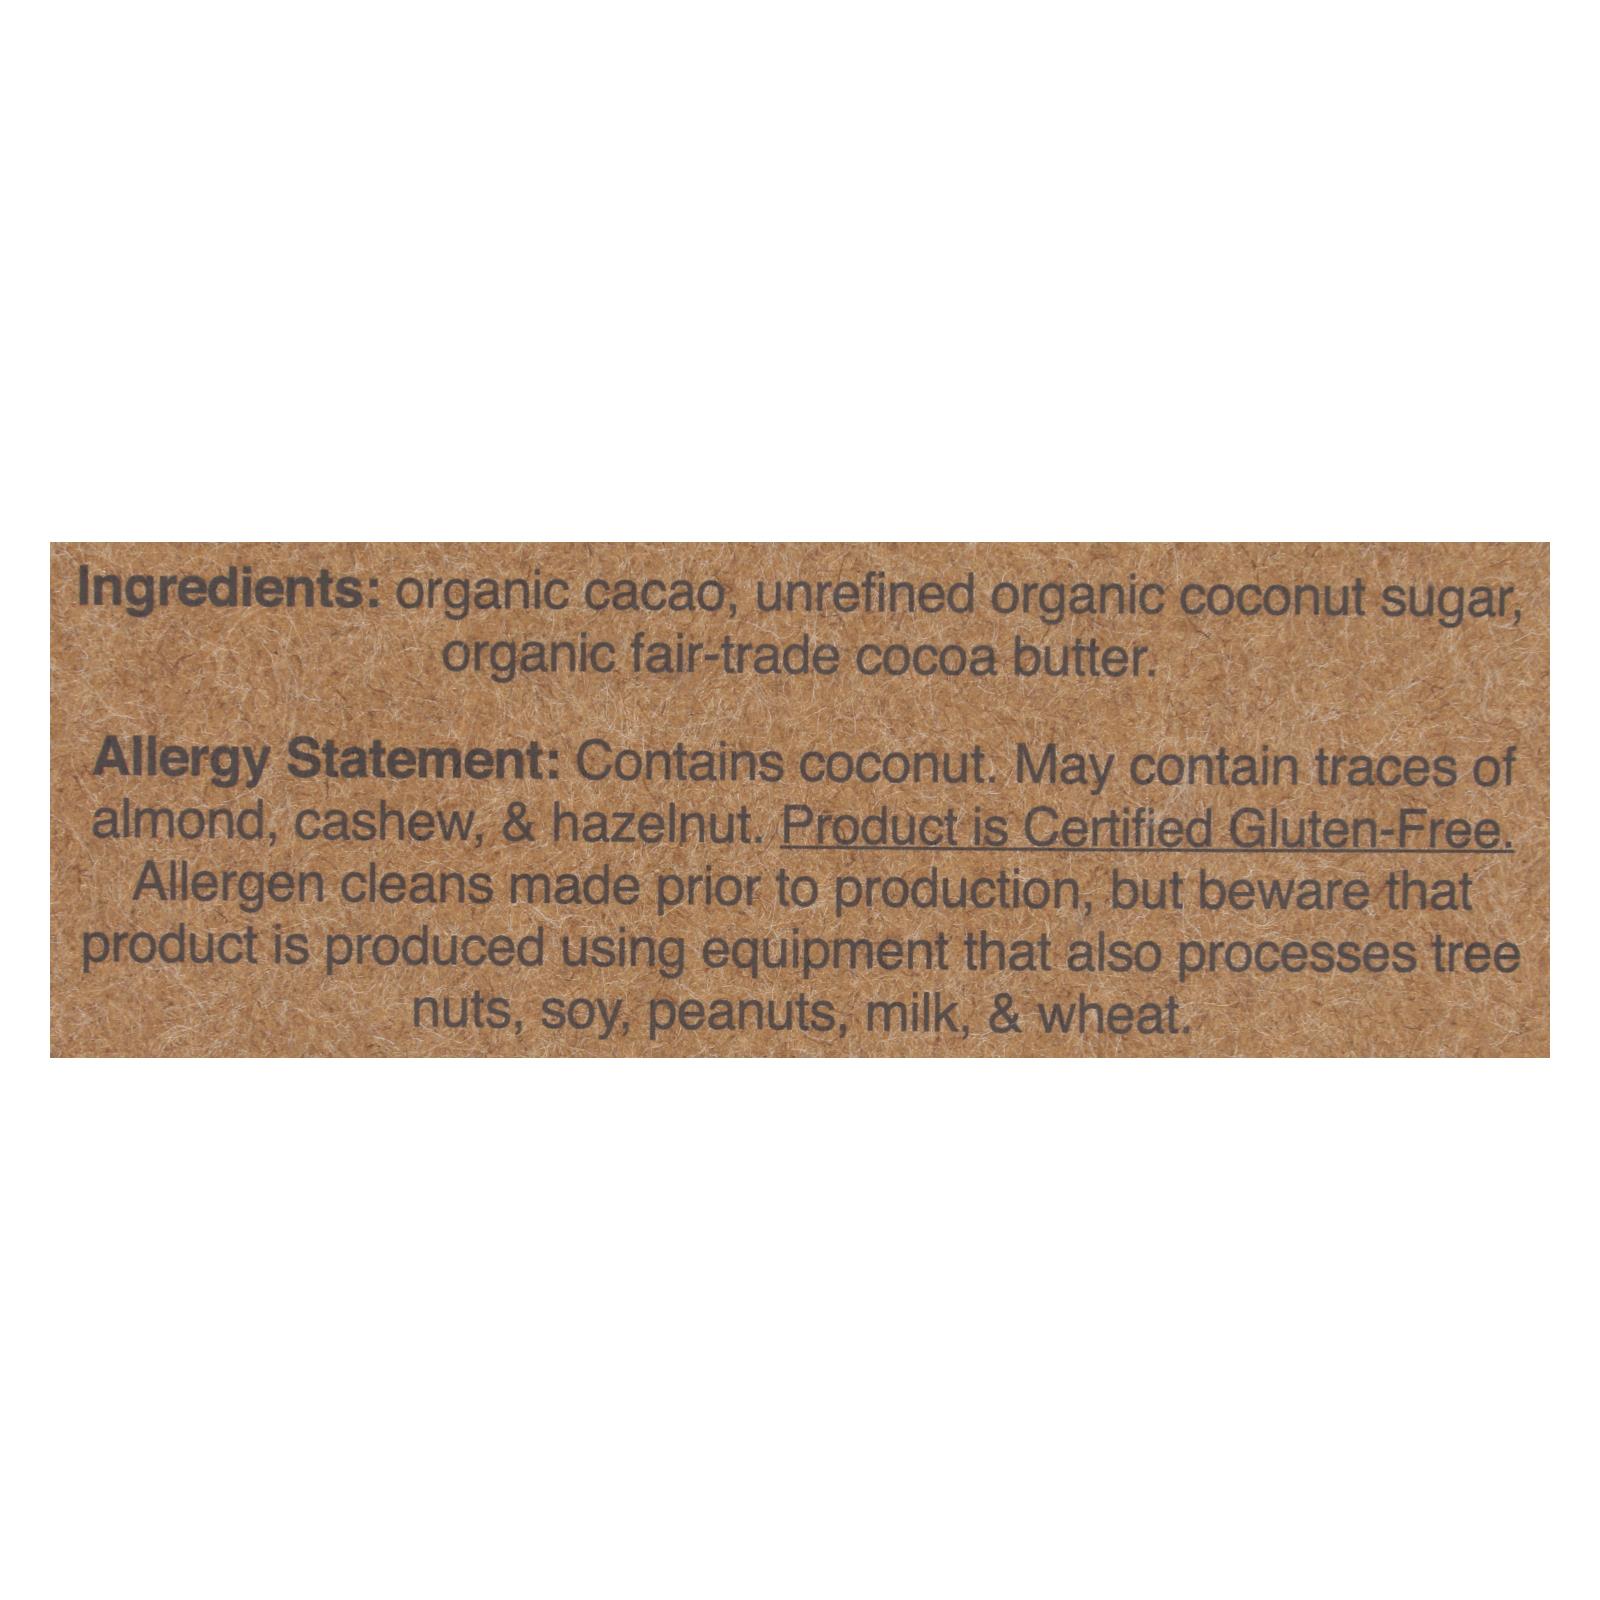 Ingredients: organic cacao, unrefined organic coconut sugar,
organic fair-trade cocoa butter.
Allergy Statement: Contains coconut. May contain traces of
almond, cashew, & hazelnut. Product is Certified Gluten-Free.
Allergen cleans made prior to production, but beware that
product is produced using equipment that also processes tree
nuts, soy, peanuts, milk, & wheat.